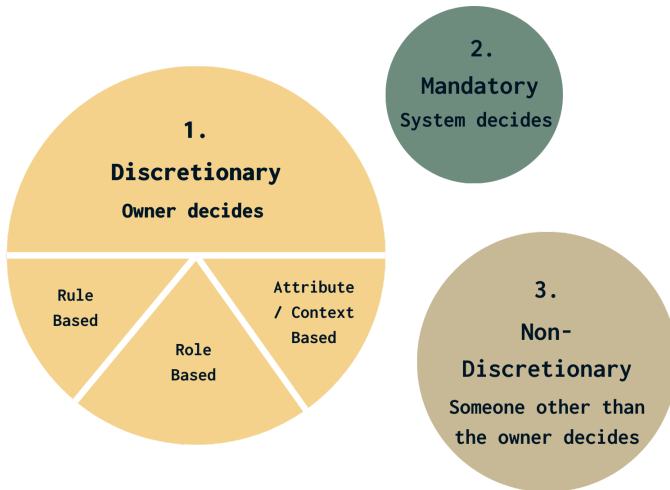 1.
Discretionary
Owner decides
Rule
Based
Role
Based
Attribute
/ Context
Based
2.
Mandatory
System decides
3.
Non-
Discretionary
Someone other than
the owner decides